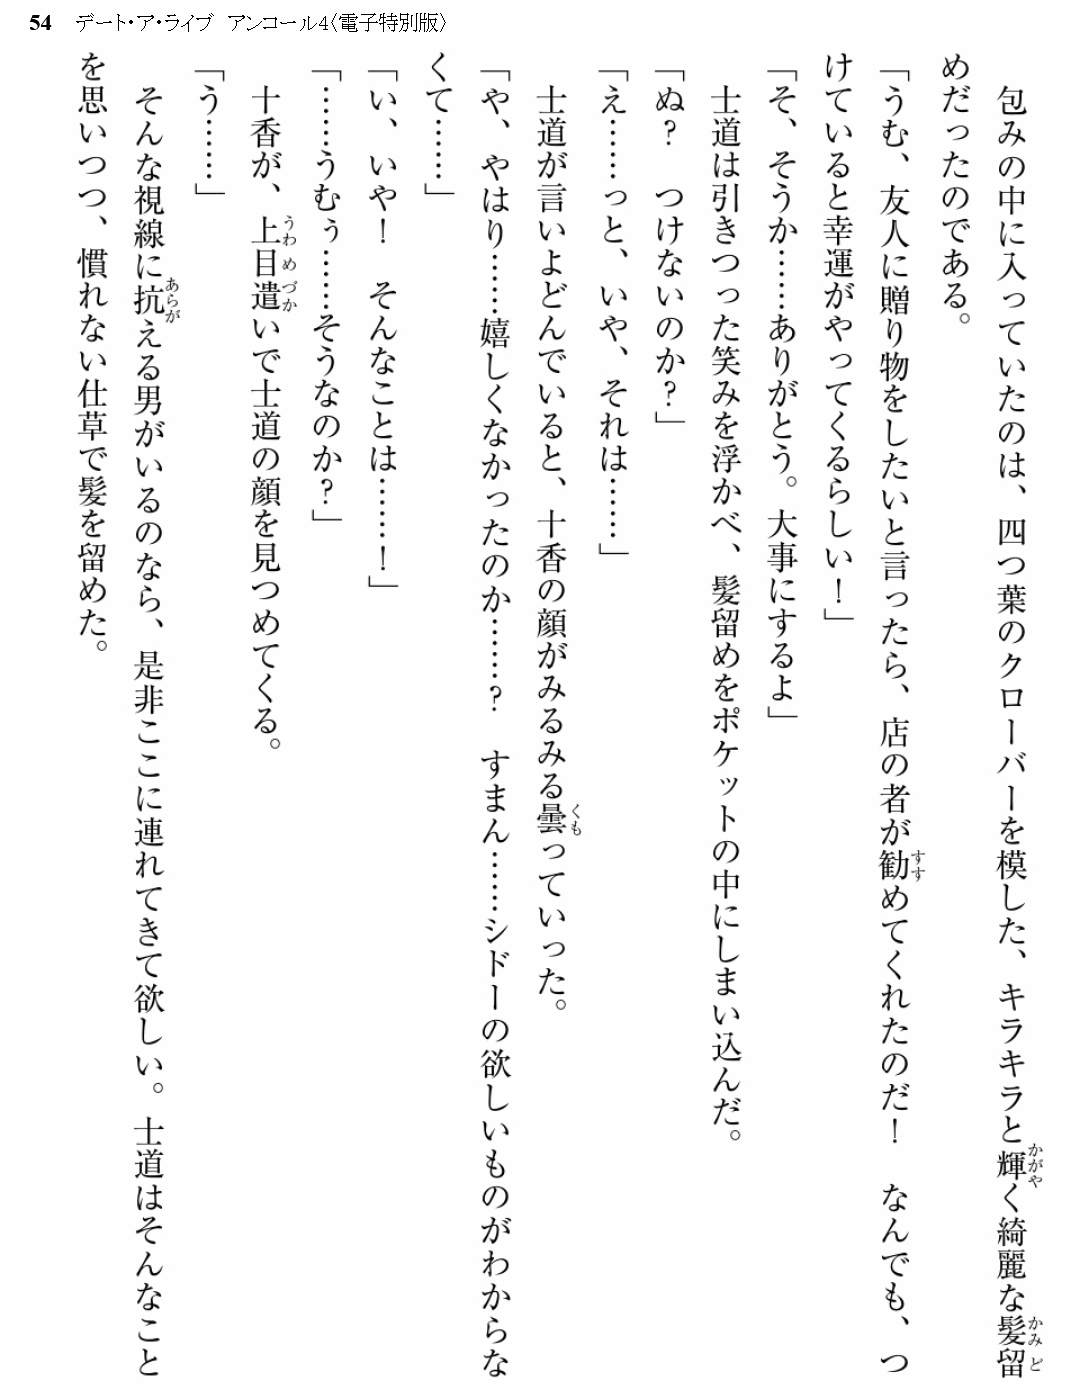 54 デート・ア・ライブ アンコール4〈電子特別版〉
　包みの中に入っていたのは、四つ葉のクローバーを模した、キラキラと輝く綺麗な髪留
めだったのである。
「うむ、友人に贈り物をしたいと言ったら、店の者が勧めてくれたのだ！　なんでも、つ
けていると幸運がやってくるらしい！」
「そ、そうか……ありがとう。大事にするよ」
　士道は引きつった笑みを浮かべ、髪留めをポケットの中にしまい込んだ。
「ぬ？　つけないのか？」
「え……っと、いや、それは……」
　士道が言いよどんでいると、十香の顔がみるみる曇っていった。
「や、やはり……嬉しくなかったのか……？　すまん……シドーの欲しいものがわからな
くて……」
「い、いや！　そんなことは……！」
「……うむぅ……そうなのか？」
　十香が、上目遣いで士道の顔を見つめてくる。
「う……」
　そんな視線に抗える男がいるのなら、是非ここに連れてきて欲しい。士道はそんなこと
を思いつつ、慣れない仕草で髪を留めた。